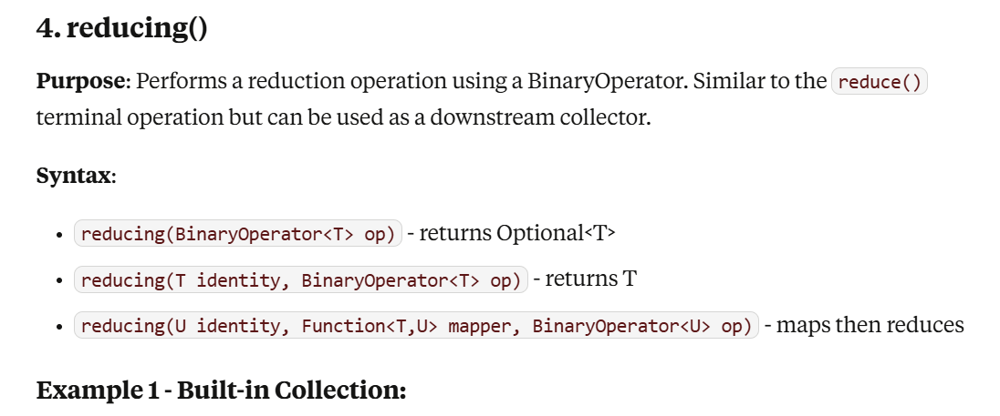 4. reducing()
Purpose: Performs a reduction operation using a BinaryOperator. Similar to the reduce()
terminal operation but can be used as a downstream collector.
Syntax:
• reducing(BinaryOperator<T> op) - returns Optional<T>
• reducing(T identity, BinaryOperator<T> op) - returns T
• reducing(U identity, Function<T,U> mapper, BinaryOperator<U> op) - maps then reduces
Example 1 - Built-in Collection: